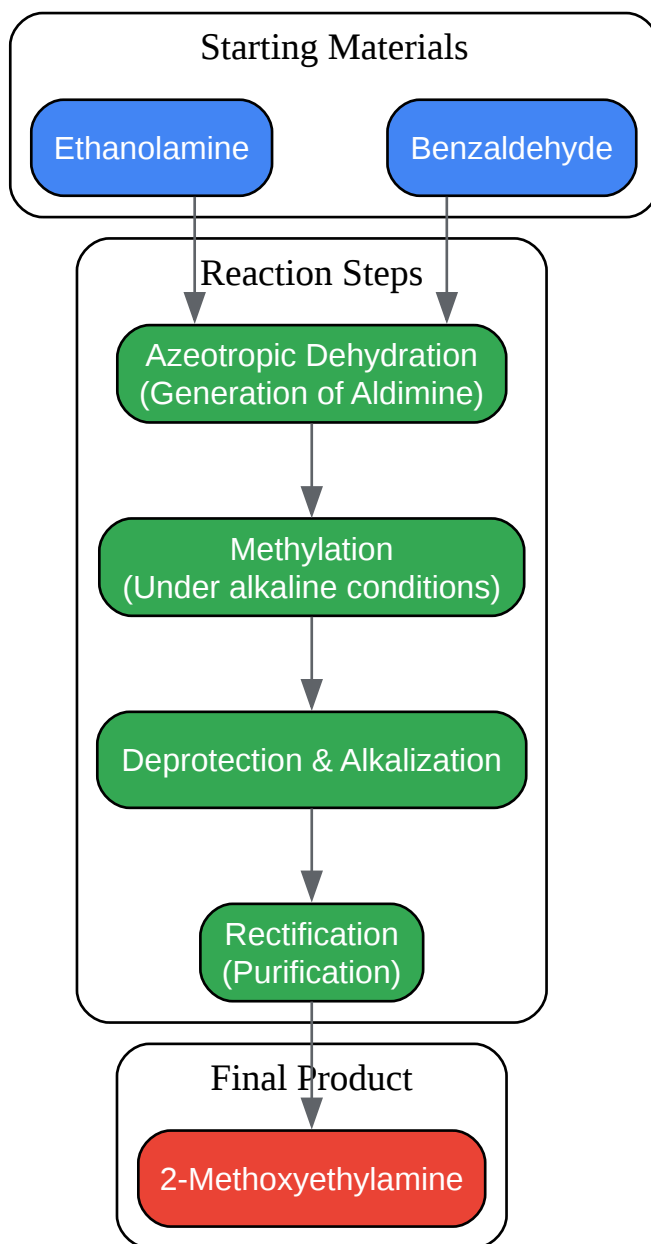 Starting Materials
Ethanolamine
Benzaldehyde
Reaction Steps
Azeotropic Dehydration
(Generation of Aldimine)
Methylation
(Under alkaline conditions)
Deprotection & Alkalization
Rectification
(Purification)
Final Product
2-Methoxyethylamine